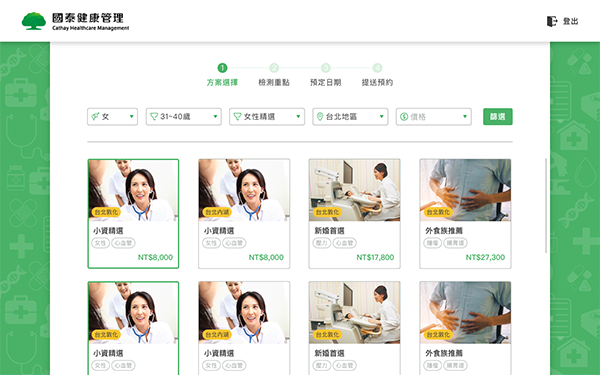 國泰健康管理
Cathay Healthcare Management
登出
1 2 3 4
方案選擇 檢測重點 預定日期 提送預約
女 31~40歲 女性精選 台北地區 價格 篩選
台北敦化 台北內湖 台北敦化 台北敦化
小資精選 小資精選 新婚首選 外食族推薦
女性 心血管 女性 心血管 壓力 心血管 腫瘤 腸胃道
NT$8,000 NT$8,000 NT$17,800 NT$27,300
台北敦化 台北內湖 台北敦化 台北敦化
小資精選 小資精選 新婚首選 外食族推薦
女性 心血管 女性 心血管 壓力 心血管 腫瘤 腸胃道